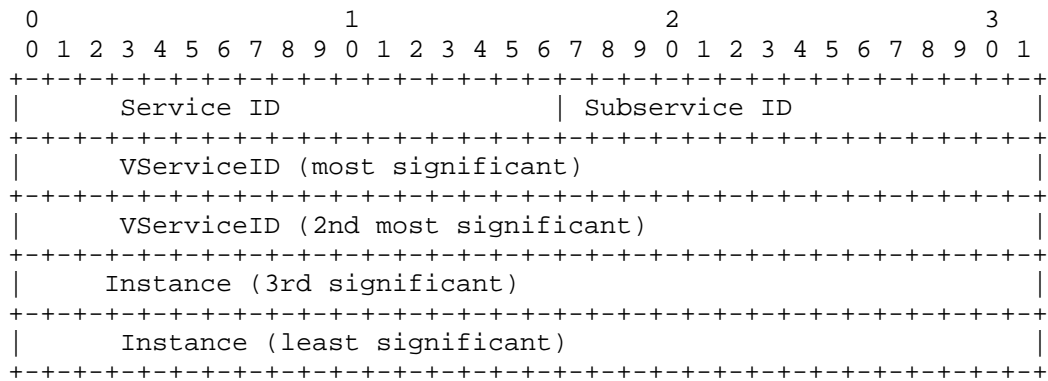 0                   1                   2                   3
 0 1 2 3 4 5 6 7 8 9 0 1 2 3 4 5 6 7 8 9 0 1 2 3 4 5 6 7 8 9 0 1
+-+-+-+-+-+-+-+-+-+-+-+-+-+-+-+-+-+-+-+-+-+-+-+-+-+-+-+-+-+-+-+-+
|      Service ID                 | Subservice ID               |
+-+-+-+-+-+-+-+-+-+-+-+-+-+-+-+-+-+-+-+-+-+-+-+-+-+-+-+-+-+-+-+-+
|      VServiceID (most significant)                            |
+-+-+-+-+-+-+-+-+-+-+-+-+-+-+-+-+-+-+-+-+-+-+-+-+-+-+-+-+-+-+-+-+
|      VServiceID (2nd most significant)                        |
+-+-+-+-+-+-+-+-+-+-+-+-+-+-+-+-+-+-+-+-+-+-+-+-+-+-+-+-+-+-+-+-+
|     Instance (3rd significant)                                |
+-+-+-+-+-+-+-+-+-+-+-+-+-+-+-+-+-+-+-+-+-+-+-+-+-+-+-+-+-+-+-+-+
|      Instance (least significant)                             |
+-+-+-+-+-+-+-+-+-+-+-+-+-+-+-+-+-+-+-+-+-+-+-+-+-+-+-+-+-+-+-+-+